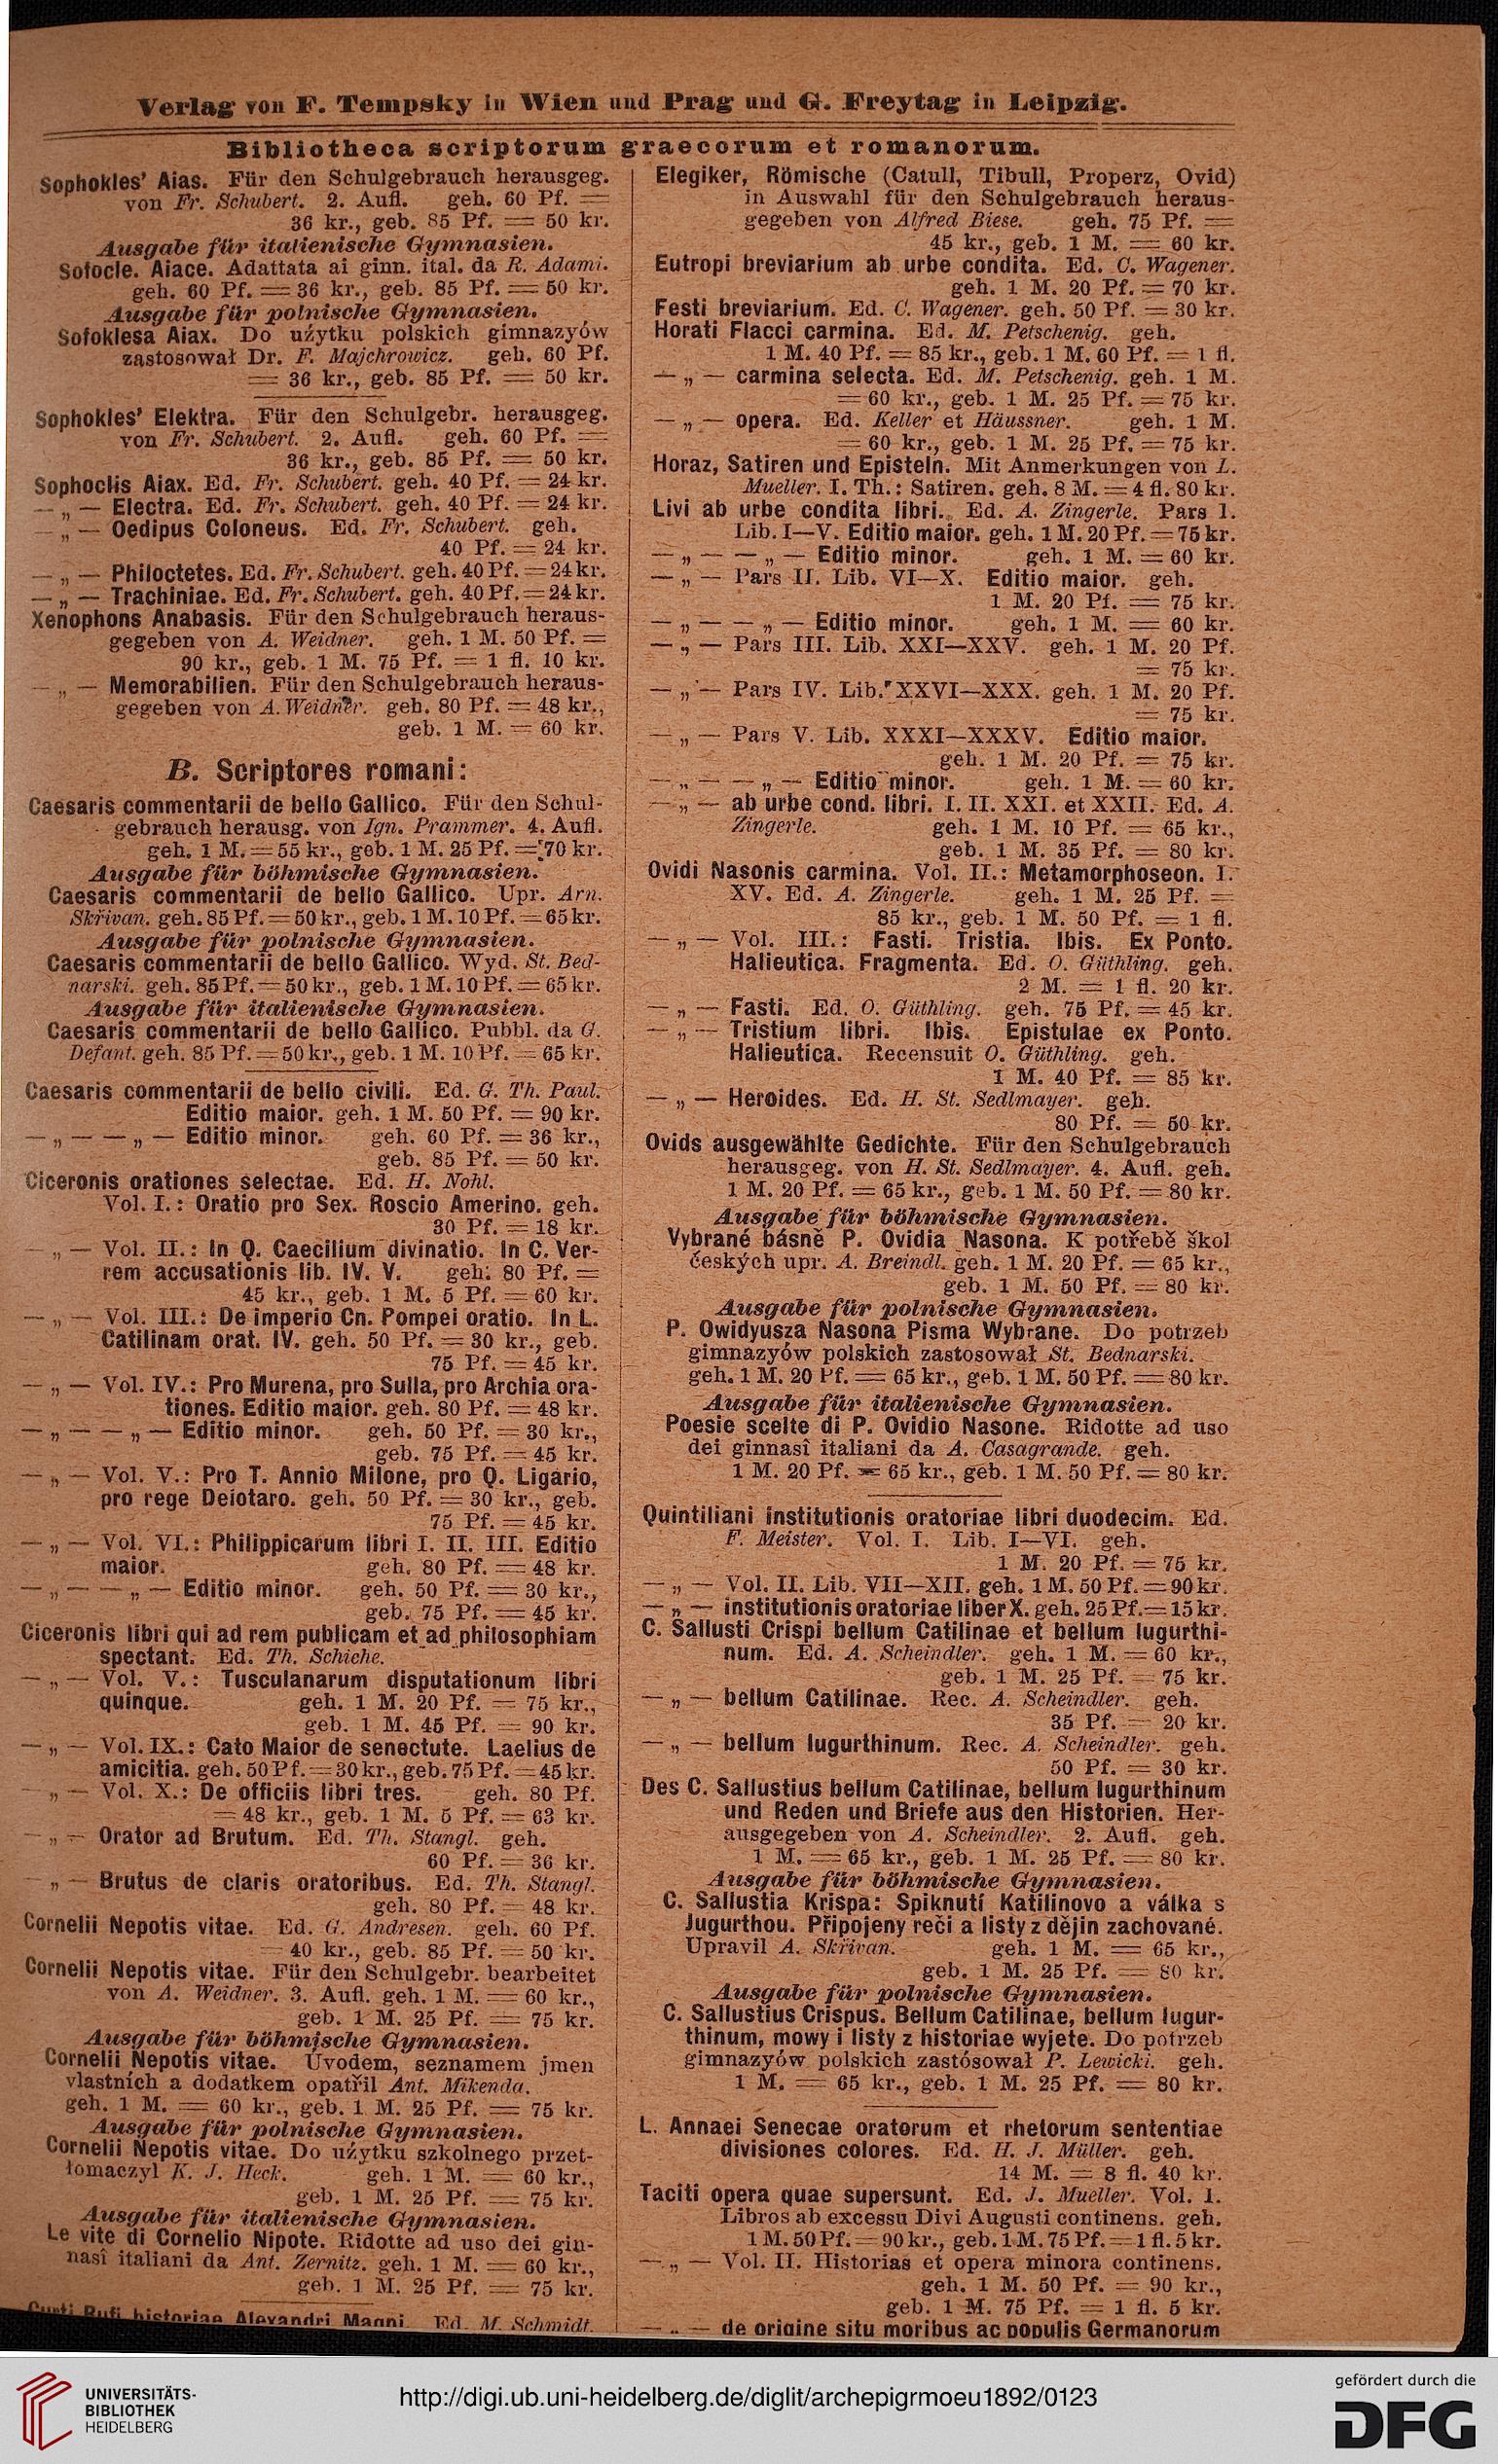 Verlag von F. Tempsky in Wien und Prag und G. Freytag in Leipzig.
Bibliotheca scriptorum graecorum et romanorum.
Sophokles' Aias. Für den Schulgebrauch herausgeg.
von Fr. Schubert. 2. Aufl. geh. 60 Pf. =
36 kr., geb. 85 Pf. = 50 kr.
Ausgabe für italienische Gymnasien.
Sofocle. Aiace. Adattata ai ginn. ital. da R. Adami.
geh. 60 Pf. = 36 kr., geb. 85 Pf. = 50 kr.
Ausgabe für polnische Gymnasien.
Sofoklesa Aiax. Do użytku polskich gimnazyów
zastosował Dr. F. Majchrowicz. geh. 60 Pf.
= 36 kr., geb. 85 Pf. = 50 kr.
Sophokles' Elektra. Für den Schulgebr. herausgeg.
von Fr. Schubert. 2. Aufl. geh. 60 Pf. =
36 kr., geb. 85 Pf. = 50 kr.
Sophoclis Aiax. Ed. Fr. Schubert. geh. 40 Pf. = 24 kr.
— „ — Electra. Ed. Fr. Schubert. geh. 40 Pf. = 24 kr.
— „ — Oedipus Coloneus. Ed. Fr. Schubert. geh.
40 Pf. = 24 kr.
— „ — Philoctetes. Ed. Fr. Schubert. geh. 40 Pf. = 24 kr.
— „ — Trachiniae. Ed. Fr. Schubert. geh. 40 Pf. = 24 kr.
Xenophons Anabasis. Für den Schulgebrauch heraus-
gegeben von A. Weidner. geh. 1 M. 50 Pf. =
90 kr., geb. 1 M. 75 Pf. = 1 fl. 10 kr.
— „ — Memorabilien. Für den Schulgebrauch heraus-
gegeben von A. Weidner. geh. 80 Pf. = 48 kr.,
geb. 1 M. = 60 kr.
B. Scriptores romani:
Caesaris commentarii de bello Gallico. Für den Schul-
gebrauch herausg. von Ign. Prammer. 4. Aufl.
geh. 1 M. = 55 kr., geb. 1 M. 25 Pf. = 70 kr.
Ausgabe für böhmische Gymnasien.
Caesaris commentarii de bello Gallico. Upr. Arn.
Skřivan. geh. 85 Pf. = 50 kr., geb. 1 M. 10 Pf. = 65 kr.
Ausgabe für polnische Gymnasien.
Caesaris commentarii de bello Gallico. Wyd. St. Bed-
narski. geh. 85 Pf. = 50 kr., geb. 1 M. 10 Pf. = 65 kr.
Ausgabe für italienische Gymnasien.
Caesaris commentarii de bello Gallico. Pubbl. da G.
Defant. geh. 85 Pf. = 50 kr., geb. 1 M. 10 Pf. = 65 kr.
Caesaris commentarii de bello civili. Ed. G. Th. Paul.
Editio maior. geh. 1 M. 50 Pf. = 90 kr.
— „ — — „ — Editio minor. geh. 60 Pf. = 36 kr.,
geb. 85 Pf. = 50 kr.
Ciceronis orationes selectae. Ed. H. Nohl.
Vol. I.: Oratio pro Sex. Roscio Amerino. geh.
30 Pf. = 18 kr.
— „ — Vol. II.: In Q. Caecilium divinatio. In C. Ver-
rem accusationis lib. IV. V. geh. 80 Pf. =
45 kr., geb. 1 M. 5 Pf. = 60 kr.
— „ — Vol. III.: De imperio Cn. Pompei oratio. In L.
Catilinam orat. IV. geh. 50 Pf. = 30 kr., geb.
75 Pf. = 45 kr.
— „ — Vol. IV.: Pro Murena, pro Sulla, pro Archia ora-
tiones. Editio maior. geh. 80 Pf. = 48 kr.
— „ — — „ — Editio minor. geh. 50 Pf. = 30 kr.,
geb. 75 Pf. = 45 kr.
— „ — Vol. V.: Pro T. Annio Milone, pro Q. Ligario,
pro rege Deiotaro. geh. 50 Pf. = 30 kr., geb.
75 Pf. = 45 kr.
— „ — Vol. VI.: Philippicarum libri I. II. III. Editio
maior. geh. 80 Pf. = 48 kr.
— „ — — „ — Editio minor. geh. 50 Pf. = 30 kr.,
geb. 75 Pf. = 45 kr.
Ciceronis libri qui ad rem publicam et ad philosophiam
spectant. Ed. Th. Schiche.
— „ — Vol. V.: Tusculanarum disputationum libri
quinque. geh. 1 M. 20 Pf. = 75 kr.,
geb. 1 M. 45 Pf. = 90 kr.
— „ — Vol. IX.: Cato Maior de senectute. Laelius de
amicitia. geh. 50 Pf. = 30 kr., geb. 75 Pf. = 45 kr.
„ — Vol. X.: De officiis libri tres. geh. 80 Pf.
= 48 kr., geb. 1 M. 5 Pf. = 63 kr.
— „ — Orator ad Brutum. Ed. Th. Stangl. geh.
60 Pf. = 36 kr.
„ — Brutus de claris oratoribus. Ed. Th. Stangl.
geh. 80 Pf. = 48 kr.
Cornelii Nepotis vitae. Ed. G. Andresen. geh. 60 Pf.
= 40 kr., geb. 85 Pf. = 50 kr.
Cornelii Nepotis vitae. Für den Schulgebr. bearbeitet
von A. Weidner. 3. Aufl. geh. 1 M. = 60 kr.,
geb. 1 M. 25 Pf. = 75 kr.
Ausgabe für böhmische Gymnasien.
Cornelii Nepotis vitae. Úvodem, seznamem jmen
vlastních a dodatkem opatřil Ant. Mikenda.
geh. 1 M. = 60 kr., geb. 1 M. 25 Pf. = 75 kr.
Ausgabe für polnische Gymnasien.
Cornelii Nepotis vitae. Do użytku szkolnego przet-
łomaczyl K. J. Heck. geh. 1 M. = 60 kr.,
geb. 1 M. 25 Pf. = 75 kr.
Ausgabe für italienische Gymnasien.
Le vite di Cornelio Nipote. Ridotte ad uso dei gin-
nasî italiani da Ant. Zernitz. geh. 1 M. = 60 kr.,
geb. 1 M. 25 Pf. = 75 kr.
Curti Rufi historiae Alexandri Magni. Ed. M. Schmidt.
Elegiker, Römische (Catull, Tibull, Properz, Ovid)
in Auswahl für den Schulgebrauch heraus-
gegeben von Alfred Biese. geh. 75 Pf. =
45 kr., geb. 1 M. = 60 kr.
Eutropi breviarium ab urbe condita. Ed. C. Wagener.
geh. 1 M. 20 Pf. = 70 kr.
Festi breviarium. Ed. C. Wagener. geh. 50 Pf. = 30 kr.
Horati Flacci carmina. Ed. M. Petschenig. geh.
1 M. 40 Pf. = 85 kr., geb. 1 M. 60 Pf. = 1 fl.
— „ — carmina selecta. Ed. M. Petschenig. geh. 1 M.
= 60 kr., geb. 1 M. 25 Pf. = 75 kr.
— „ — opera. Ed. Keller et Häussner. geh. 1 M.
= 60 kr., geb. 1 M. 25 Pf. = 75 kr.
Horaz, Satiren und Episteln. Mit Anmerkungen von L.
Mueller. I. Th.: Satiren. geh. 8 M. = 4 fl. 80 kr.
Livi ab urbe condita libri. Ed. A. Zingerle. Pars I.
Lib. I—V. Editio maior. geh. 1 M. 20 Pf. = 75 kr.
— „ — — „ — Editio minor. geh. 1 M. = 60 kr.
— „ — Pars II. Lib. VI—X. Editio maior. geh.
1 M. 20 Pf. = 75 kr.
— „ — — „ — Editio minor. geh. 1 M. = 60 kr.
— „ — Pars III. Lib. XXI—XXV. geh. 1 M. 20 Pf.
= 75 kr.
— „ — Pars IV. Lib. XXVI—XXX. geh. 1 M. 20 Pf.
= 75 kr.
— „ — Pars V. Lib. XXXI—XXXV. Editio maior.
geh. 1 M. 20 Pf. = 75 kr.
— „ — — „ — Editio minor. geh. 1 M. = 60 kr.
— „ — ab urbe cond. libri. I. II. XXI. et XXII. Ed. A.
Zingerle. geh. 1 M. 10 Pf. = 65 kr.,
geb. 1 M. 35 Pf. = 80 kr.
Ovidi Nasonis carmina. Vol. II.: Metamorphoseon. I.
XV. Ed. A. Zingerle. geh. 1 M. 25 Pf. =
85 kr., geb. 1 M. 50 Pf. = 1 fl.
— „ — Vol. III.: Fasti. Tristia. Ibis. Ex Ponto.
Halieutica. Fragmenta. Ed. O. Güthling. geh.
2 M. = 1 fl. 20 kr.
— „ — Fasti. Ed. O. Güthling. geh. 75 Pf. = 45 kr.
— „ — Tristium libri. Ibis. Epistulae ex Ponto.
Halieutica. Recensuit O. Güthling. geh.
1 M. 40 Pf. = 85 kr.
— „ — Heroides. Ed. H. St. Sedlmayer. geh.
80 Pf. = 50 kr.
Ovids ausgewählte Gedichte. Für den Schulgebrauch
herausgeg. von H. St. Sedlmayer. 4. Aufl. geh.
1 M. 20 Pf. = 65 kr., geb. 1 M. 50 Pf. = 80 kr.
Ausgabe für böhmische Gymnasien.
Vybrané básně P. Ovidia Nasona. K potřebě škol
českých upr. A. Breindl. geh. 1 M. 20 Pf. = 65 kr.,
geb. 1 M. 50 Pf. = 80 kr.
Ausgabe für polnische Gymnasien.
P. Owidyusza Nasona Pisma Wybrane. Do potrzeb
gimnazyów polskich zastosował St. Bednarski.
geh. 1 M. 20 Pf. = 65 kr., geb. 1 M. 50 Pf. = 80 kr.
Ausgabe für italienische Gymnasien.
Poesie scelte di P. Ovidio Nasone. Ridotte ad uso
dei ginnasî italiani da A. Casagrande. geh.
1 M. 20 Pf. = 65 kr., geb. 1 M. 50 Pf. = 80 kr.
Quintiliani institutionis oratoriae libri duodecim. Ed.
F. Meister. Vol. I. Lib. I—VI. geh.
1 M. 20 Pf. = 75 kr.
— „ — Vol. II. Lib. VII—XII. geh. 1 M. 50 Pf. = 90 kr.
— „ — institutionis oratoriae liber X. geh. 25 Pf. = 15 kr.
C. Sallusti Crispi bellum Catilinae et bellum Iugurthi-
num. Ed. A. Scheindler. geh. 1 M. = 60 kr.,
geb. 1 M. 25 Pf. = 75 kr.
— „ — bellum Catilinae. Rec. A. Scheindler. geh.
35 Pf. = 20 kr.
— „ — bellum Iugurthinum. Rec. A. Scheindler. geh.
50 Pf. = 30 kr.
Des C. Sallustius bellum Catilinae, bellum Iugurthinum
und Reden und Briefe aus den Historien. Her-
ausgegeben von A. Scheindler. 2. Aufl. geh.
1 M. = 65 kr., geb. 1 M. 25 Pf. = 80 kr.
Ausgabe für böhmische Gymnasien.
C. Sallustia Krispa: Spiknutí Katilinovo a válka s
Jugurthou. Připojeny reči a listy z dějin zachované.
Upravil A. Skřivan. geh. 1 M. = 65 kr.,
geb. 1 M. 25 Pf. = 80 kr.
Ausgabe für polnische Gymnasien.
C. Sallustius Crispus. Bellum Catilinae, bellum Iugur-
thinum, mowy i listy z historiae wyjete. Do potrzeb
gimnazyów polskich zastósował P. Lewicki. geh.
1 M. = 65 kr., geb. 1 M. 25 Pf. = 80 kr.
L. Annaei Senecae oratorum et rhetorum sententiae
divisiones colores. Ed. H. J. Müller. geh.
14 M. = 8 fl. 40 kr.
Taciti opera quae supersunt. Ed. J. Mueller. Vol. I.
Libros ab excessu Divi Augusti continens. geh.
1 M. 50 Pf. = 90 kr., geb. 1 M. 75 Pf. = 1 fl. 5 kr.
— „ — Vol. II. Historias et opera minora continens.
geh. 1 M. 50 Pf. = 90 kr.,
geb. 1 M. 75 Pf. = 1 fl. 5 kr.
— „ — de origine situ moribus ac populis Germanorum
UNIVERSITÄTS-
BIBLIOTHEK
HEIDELBERG
http://digi.ub.uni-heidelberg.de/diglit/archepigrmoeu1892/0123
gefördert durch die
DFG